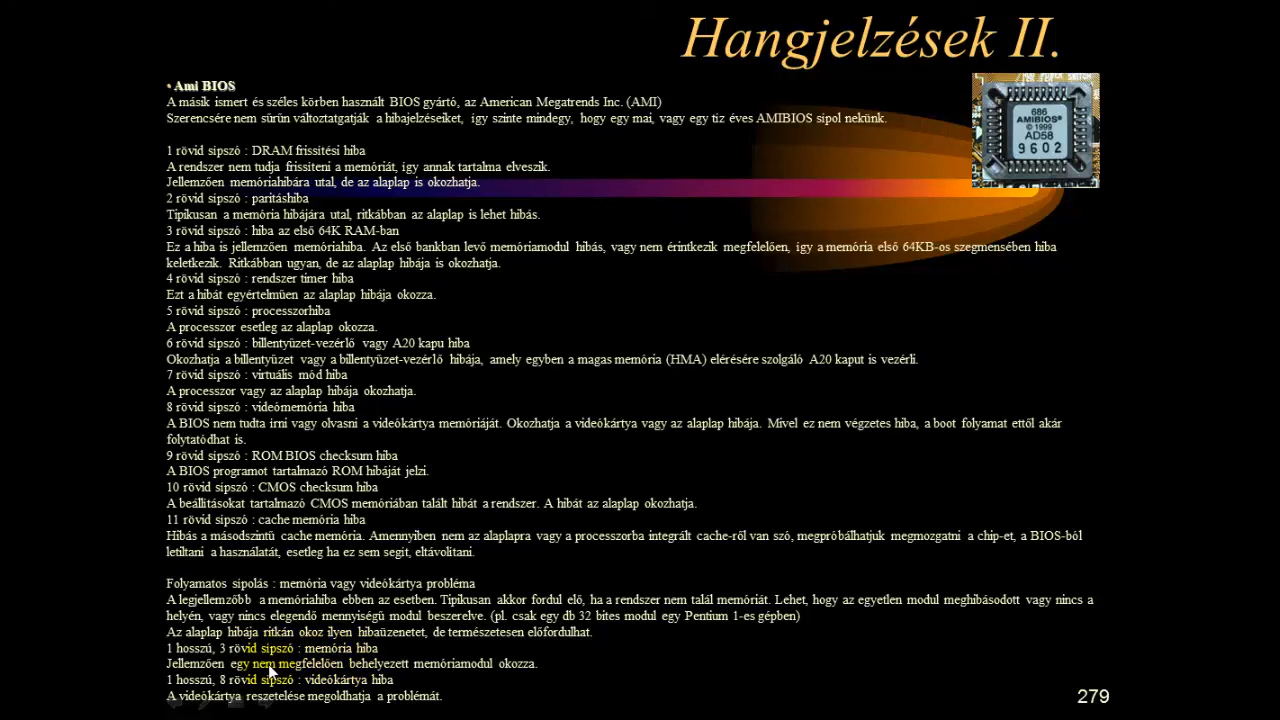 Hangjelzések II.
• Ami BIOS
A másik ismert és széles körben használt BIOS gyártó, az American Megatrends Inc. (AMI)
Szerencsére nem sűrűn változtatgatják a hibajelzéseiket, így szinte mindegy, hogy egy mai, vagy egy tíz éves AMIBIOS sípol nekünk.
1 rövid sípszó : DRAM frissítési hiba
A rendszer nem tudja frissíteni a memóriát, így annak tartalma elveszik.
Jellemzően memóriahibára utal, de az alaplap is okozhatja.
2 rövid sípszó : paritáshiba
Tipikusan a memória hibájára utal, ritkábban az alaplap is lehet hibás.
3 rövid sípszó : hiba az első 64K RAM-ban
Ez a hiba is jellemzően memóriahiba. Az első bankban levő memóriamodul hibás, vagy nem érintkezik megfelelően, így a memória első 64KB-os szegmensében hiba
keletkezik. Ritkábban ugyan, de az alaplap hibája is okozhatja.
4 rövid sípszó : rendszer timer hiba
Ezt a hibát egyértelműen az alaplap hibája okozza.
5 rövid sípszó : processzorhiba
A processzor esetleg az alaplap okozza.
6 rövid sípszó : billentyűzet-vezérlő vagy A20 kapu hiba
Okozhatja a billentyűzet vagy a billentyűzet-vezérlő hibája, amely egyben a magas memória (HMA) elérésére szolgáló A20 kaput is vezérli.
7 rövid sípszó : virtuális mód hiba
A processzor vagy az alaplap hibája okozhatja.
8 rövid sípszó : videómemória hiba
A BIOS nem tudta írni vagy olvasni a videókártya memóriáját. Okozhatja a videókártya vagy az alaplap hibája. Mivel ez nem végzetes hiba, a boot folyamat ettől akár
folytatódhat is.
9 rövid sípszó : ROM BIOS checksum hiba
A BIOS programot tartalmazó ROM hibáját jelzi.
10 rövid sípszó : CMOS checksum hiba
A beállításokat tartalmazó CMOS memóriában talált hibát a rendszer. A hibát az alaplap okozhatja.
11 rövid sípszó : cache memória hiba
Hibás a másodszintű cache memória. Amennyiben nem az alaplapra vagy a processzorba integrált cache-ről van szó, megpróbálhatjuk megmozgatni a chip-et, a BIOS-ból
letiltani a használatát, esetleg ha ez sem segít, eltávolítani.
Folyamatos sípolás : memória vagy videókártya probléma
A legjellemzőbb a memóriahiba ebben az esetben. Tipikusan akkor fordul elő, ha a rendszer nem talál memóriát. Lehet, hogy az egyetlen modul meghibásodott vagy nincs a
helyén, vagy nincs elegendő mennyiségű modul beszerelve. (pl. csak egy db 32 bites modul egy Pentium 1-es gépben)
Az alaplap hibája ritkán okoz ilyen hibaüzenetet, de természetesen előfordulhat.
1 hosszú, 3 rövid sípszó : memória hiba
Jellemzően egy nem megfelelően behelyezett memóriamodul okozza.
1 hosszú, 8 rövid sípszó : videókártya hiba
A videókártya reszetelése megoldhatja a problémát.
686
AMIBIOS®
© 1999
AD58
9602
279